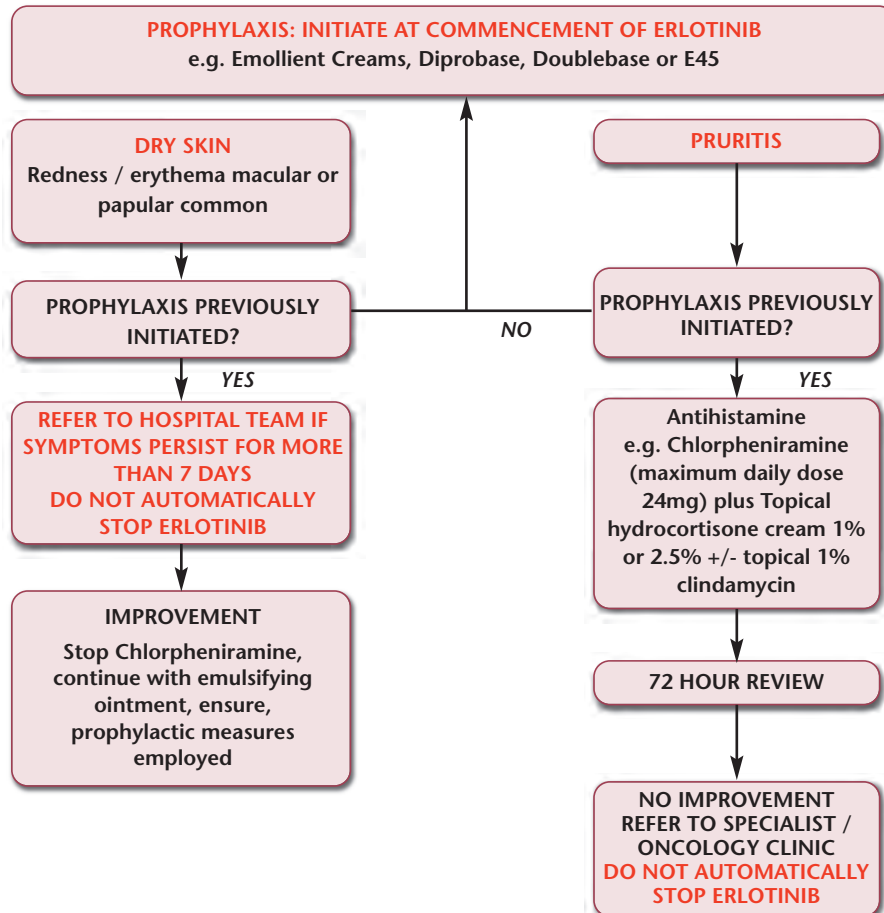 PROPHYLAXIS: INITIATE AT COMMENCEMENT OF ERLOTINIB
e.g. Emollient Creams, Diprobase, Doublebase or E45
DRY SKIN
Redness / erythema macular or
papular common
PROPHYLAXIS PREVIOUSLY
INITIATED?
YES
REFER TO HOSPITAL TEAM IF
SYMPTOMS PERSIST FOR MORE
THAN 7 DAYS
DO NOT AUTOMATICALLY
STOP ERLOTINIB
IMPROVEMENT
Stop Chlorpheniramine,
continue with emulsifying
ointment, ensure,
prophylactic measures
employed
NO
PRURITIS
PROPHYLAXIS PREVIOUSLY
INITIATED?
YES
Antihistamine
e.g. Chlorpheniramine
(maximum daily dose
24mg) plus Topical
hydrocortisone cream 1%
or 2.5% +/- topical 1%
clindamycin
72 HOUR REVIEW
NO IMPROVEMENT
REFER TO SPECIALIST /
ONCOLOGY CLINIC
DO NOT AUTOMATICALLY
STOP ERLOTINIB